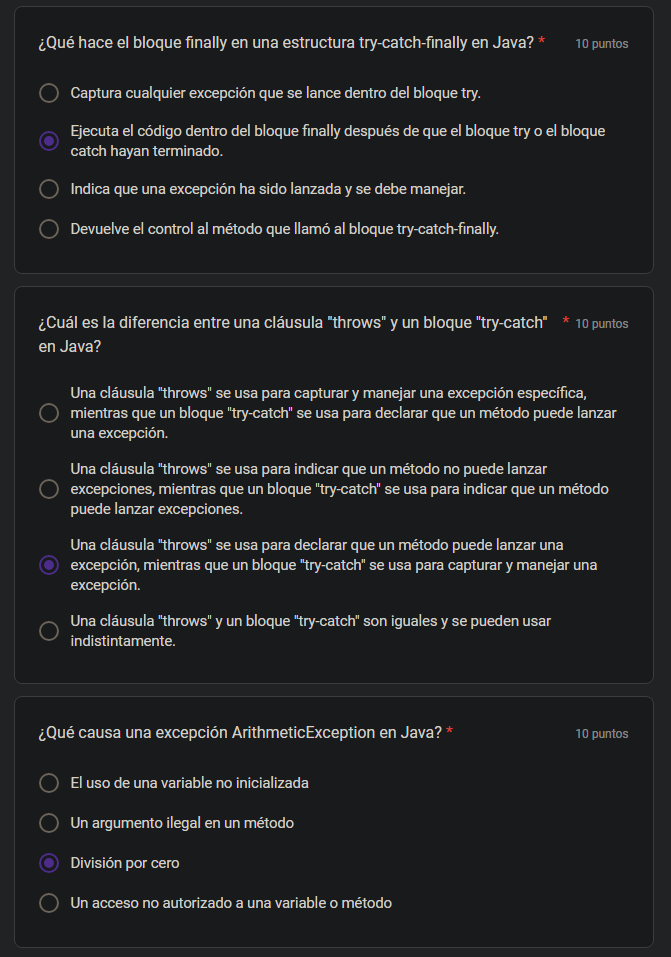 ¿Qué hace el bloque finally en una estructura try-catch-finally en Java? * 10 puntos
Captura cualquier excepción que se lance dentro del bloque try.
Ejecuta el código dentro del bloque finally después de que el bloque try o el bloque
catch hayan terminado.
Indica que una excepción ha sido lanzada y se debe manejar.
Devuelve el control al método que llamó al bloque try-catch-finally.
¿Cuál es la diferencia entre una cláusula "throws" y un bloque "try-catch" * 10 puntos
en Java?
Una cláusula "throws" se usa para capturar y manejar una excepción específica,
mientras que un bloque "try-catch" se usa para declarar que un método puede lanzar
una excepción.
Una cláusula "throws" se usa para indicar que un método no puede lanzar
excepciones, mientras que un bloque "try-catch" se usa para indicar que un método
puede lanzar excepciones.
Una cláusula "throws" se usa para declarar que un método puede lanzar una
excepción, mientras que un bloque "try-catch" se usa para capturar y manejar una
excepción.
Una cláusula "throws" y un bloque "try-catch" son iguales y se pueden usar
indistintamente.
¿Qué causa una excepción ArithmeticException en Java? * 10 puntos
El uso de una variable no inicializada
Un argumento ilegal en un método
División por cero
Un acceso no autorizado a una variable o método